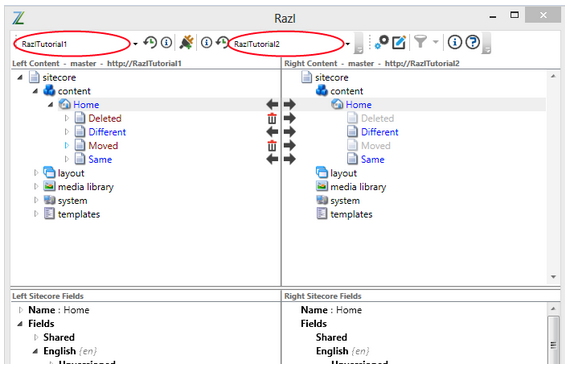 Razl
RazlTutorial1
RazlTutorial2
Left Content - master - http://RazlTutorial1
Right Content - master - http://RazlTutorial2
sitecore
content
Home
Deleted
Different
Moved
Same
layout
media library
system
templates
sitecore
content
Home
Deleted
Different
Moved
Same
layout
media library
system
templates
Left Sitecore Fields
Right Sitecore Fields
Name : Home
Fields
Shared
English {en}
Name : Home
Fields
Shared
English {en}